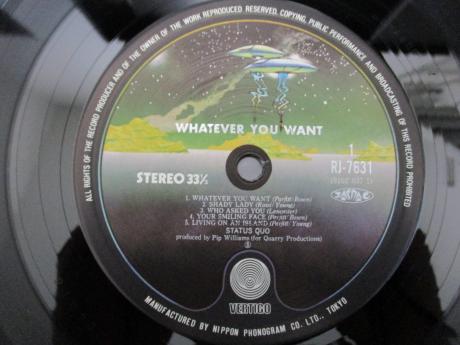 ALL RIGHTS OF THE RECORD PRODUCER AND OF THE OWNER OF THE WORK REPRODUCED RESERVED. COPYING, PUBLIC PERFORMANCE AND BROADCASTING OF THIS RECORD PROHIBITED
WHATEVER YOU WANT
1
RJ-7631
STEREO 33⅓
1. WHATEVER YOU WANT (Parfitt/Bown)
2. SHADY LADY (Rossi/Young)
3. WHO ASKED YOU (Lancaster)
4. YOUR SMILING FACE (Parfitt/Bown)
5. LIVING ON AN ISLAND (Parfitt/Young)
STATUS QUO
produced by Pip Williams (for Quarry Productions)
VERTIGO
MANUFACTURED BY NIPPON PHONOGRAM CO. LTD., TOKYO